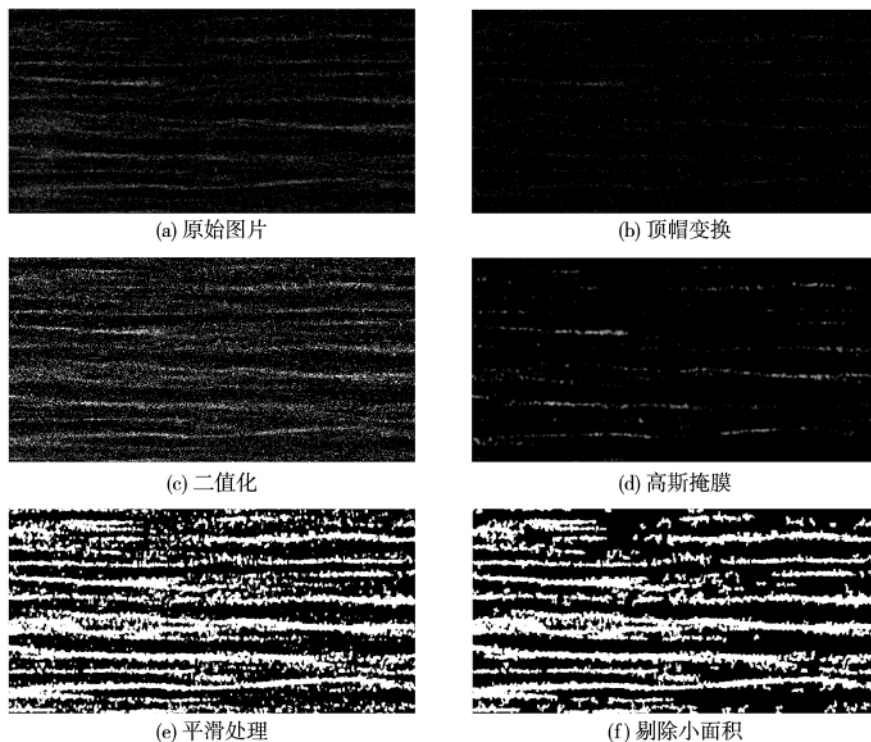 (a) 原始图片
(b) 顶帽变换
(c) 二值化
(d) 高斯掩膜
(e) 平滑处理
(f) 剔除小面积